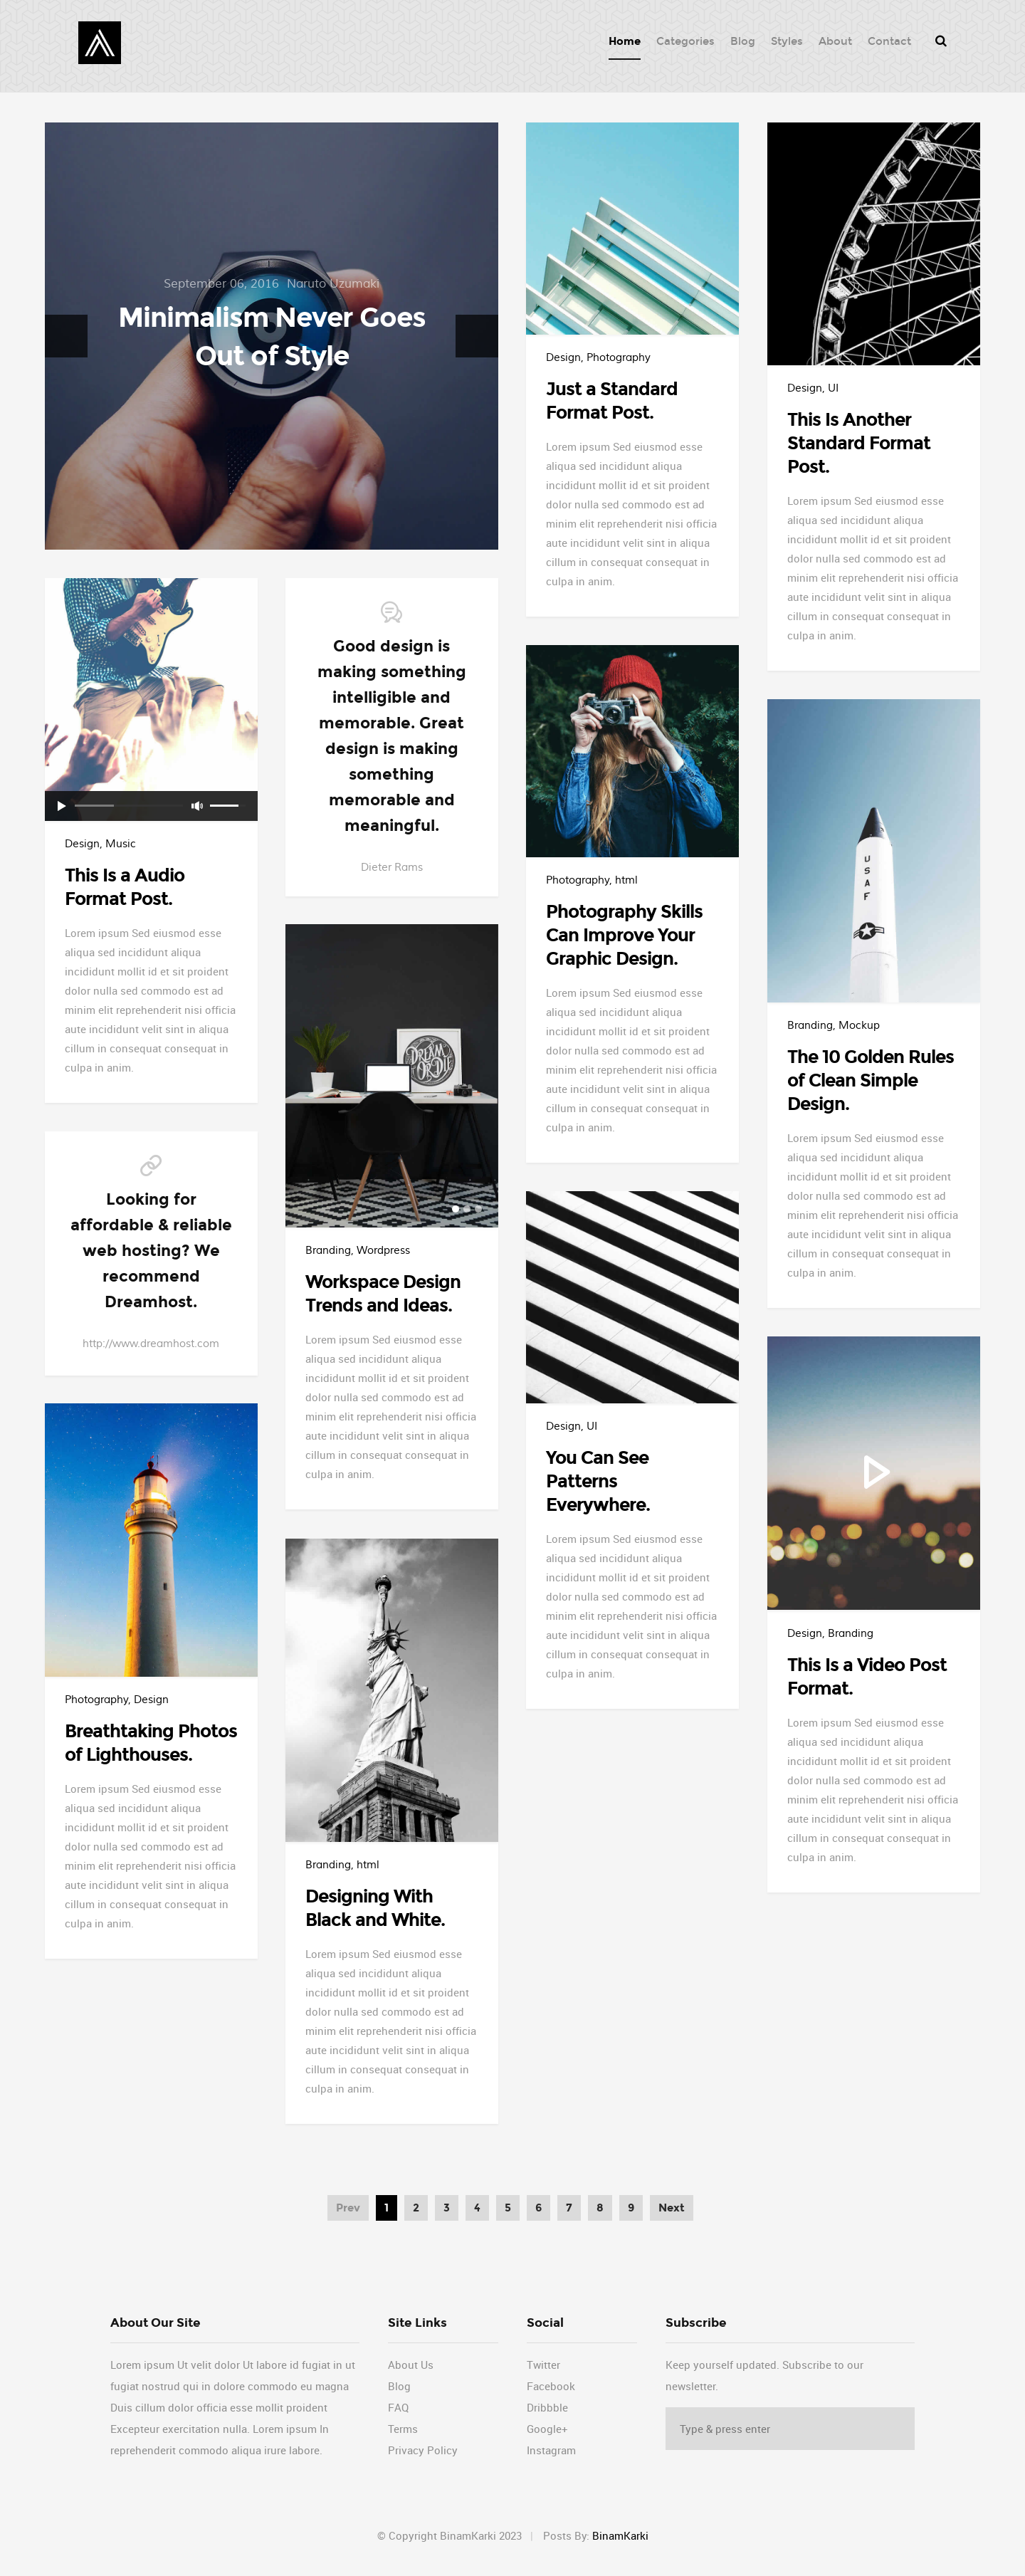 Home Categories Blog Styles About Contact
September 06, 2016 Naruto Uzumaki
Minimalism Never Goes
Out of Style
Design, Photography
Just a Standard
Format Post.
Lorem ipsum Sed eiusmod esse
aliqua sed incididunt aliqua
incididunt mollit id et sit proident
dolor nulla sed commodo est ad
minim elit reprehenderit nisi officia
aute incididunt velit sint in aliqua
cillum in consequat consequat in
culpa in anim.
Design, UI
This Is Another
Standard Format
Post.
Lorem ipsum Sed eiusmod esse
aliqua sed incididunt aliqua
incididunt mollit id et sit proident
dolor nulla sed commodo est ad
minim elit reprehenderit nisi officia
aute incididunt velit sint in aliqua
cillum in consequat consequat in
culpa in anim.
Design, Music
This Is a Audio
Format Post.
Lorem ipsum Sed eiusmod esse
aliqua sed incididunt aliqua
incididunt mollit id et sit proident
dolor nulla sed commodo est ad
minim elit reprehenderit nisi officia
aute incididunt velit sint in aliqua
cillum in consequat consequat in
culpa in anim.
Good design is
making something
intelligible and
memorable. Great
design is making
something
memorable and
meaningful.
Dieter Rams
Photography, html
Photography Skills
Can Improve Your
Graphic Design.
Lorem ipsum Sed eiusmod esse
aliqua sed incididunt aliqua
incididunt mollit id et sit proident
dolor nulla sed commodo est ad
minim elit reprehenderit nisi officia
aute incididunt velit sint in aliqua
cillum in consequat consequat in
culpa in anim.
USAF
Branding, Mockup
The 10 Golden Rules
of Clean Simple
Design.
Lorem ipsum Sed eiusmod esse
aliqua sed incididunt aliqua
incididunt mollit id et sit proident
dolor nulla sed commodo est ad
minim elit reprehenderit nisi officia
aute incididunt velit sint in aliqua
cillum in consequat consequat in
culpa in anim.
Looking for
affordable & reliable
web hosting? We
recommend
Dreamhost.
http://www.dreamhost.com
DREAM
OR DIE
Branding, Wordpress
Workspace Design
Trends and Ideas.
Lorem ipsum Sed eiusmod esse
aliqua sed incididunt aliqua
incididunt mollit id et sit proident
dolor nulla sed commodo est ad
minim elit reprehenderit nisi officia
aute incididunt velit sint in aliqua
cillum in consequat consequat in
culpa in anim.
Design, UI
You Can See
Patterns
Everywhere.
Lorem ipsum Sed eiusmod esse
aliqua sed incididunt aliqua
incididunt mollit id et sit proident
dolor nulla sed commodo est ad
minim elit reprehenderit nisi officia
aute incididunt velit sint in aliqua
cillum in consequat consequat in
culpa in anim.
Design, Branding
This Is a Video Post
Format.
Lorem ipsum Sed eiusmod esse
aliqua sed incididunt aliqua
incididunt mollit id et sit proident
dolor nulla sed commodo est ad
minim elit reprehenderit nisi officia
aute incididunt velit sint in aliqua
cillum in consequat consequat in
culpa in anim.
Photography, Design
Breathtaking Photos
of Lighthouses.
Lorem ipsum Sed eiusmod esse
aliqua sed incididunt aliqua
incididunt mollit id et sit proident
dolor nulla sed commodo est ad
minim elit reprehenderit nisi officia
aute incididunt velit sint in aliqua
cillum in consequat consequat in
culpa in anim.
Branding, html
Designing With
Black and White.
Lorem ipsum Sed eiusmod esse
aliqua sed incididunt aliqua
incididunt mollit id et sit proident
dolor nulla sed commodo est ad
minim elit reprehenderit nisi officia
aute incididunt velit sint in aliqua
cillum in consequat consequat in
culpa in anim.
Prev 1 2 3 4 5 6 7 8 9 Next
About Our Site
Lorem ipsum Ut velit dolor Ut labore id fugiat in ut
fugiat nostrud qui in dolore commodo eu magna
Duis cillum dolor officia esse mollit proident
Excepteur exercitation nulla. Lorem ipsum In
reprehenderit commodo aliqua irure labore.
Site Links
About Us
Blog
FAQ
Terms
Privacy Policy
Social
Twitter
Facebook
Dribbble
Google+
Instagram
Subscribe
Keep yourself updated. Subscribe to our
newsletter.
Type & press enter
© Copyright BinamKarki 2023 | Posts By: BinamKarki